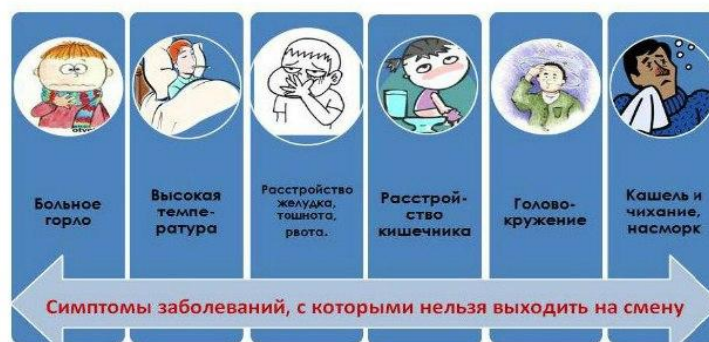 Больное
горло
Высокая
темпе-
ратура
Расстройство
желудка,
тошнота,
рвота.
Расстрой-
ство
кишечника
Голово-
кружение
Кашель и
чихание,
насморк
Симптомы заболеваний, с которыми нельзя выходить на смену